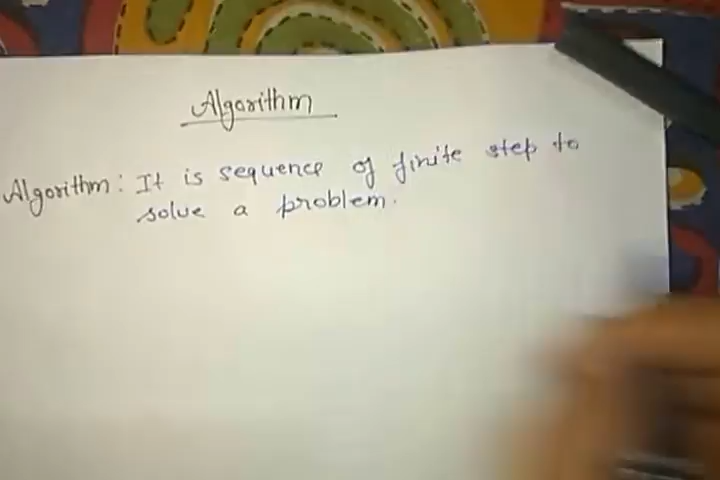 Algorithm
Algorithm: It is sequence of finite step to
solve a problem.